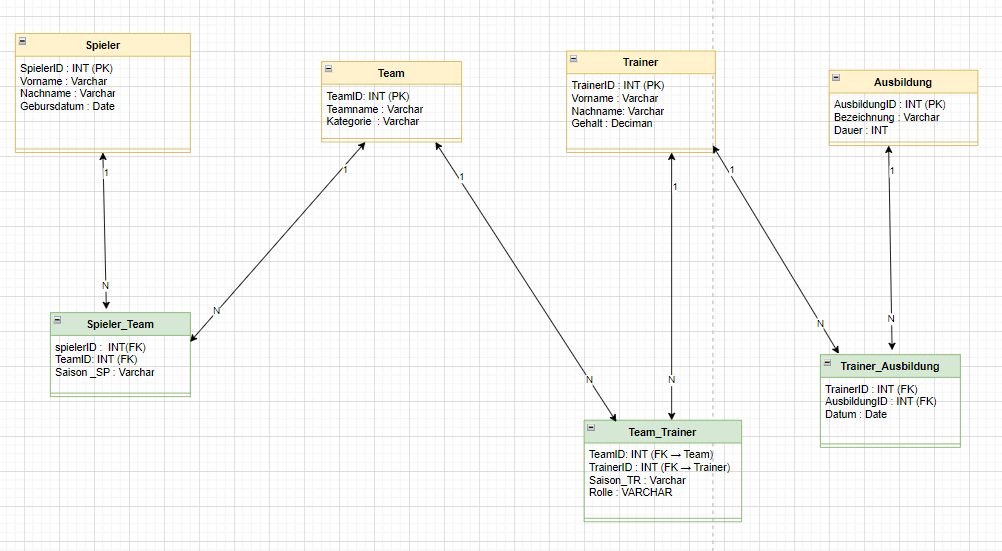 Spieler
SpielerID : INT (PK)
Vorname : Varchar
Nachname : Varchar
Gebursdatum : Date
Team
TeamID: INT (PK)
Teamname : Varchar
Kategorie : Varchar
Trainer
TrainerID : INT (PK)
Vorname : Varchar
Nachname: Varchar
Gehalt : Deciman
Ausbildung
AusbildungID : INT (PK)
Bezeichnung : Varchar
Dauer : INT
1
1
1
1
1
1
N
N
N
N
N
N
Spieler_Team
spielerID : INT(FK)
TeamID: INT (FK)
Saison _SP : Varchar
Team_Trainer
TeamID: INT (FK → Team)
TrainerID : INT (FK → Trainer)
Saison_TR : Varchar
Rolle : VARCHAR
Trainer_Ausbildung
TrainerID : INT (FK)
AusbildungID : INT (FK)
Datum : Date